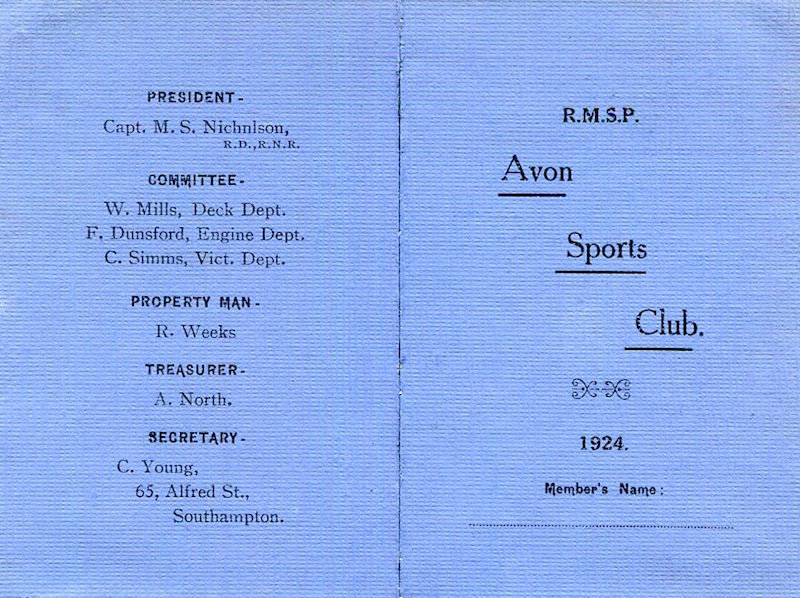 PRESIDENT-
Capt. M. S. Nichnlson,
R.D., R.N.R.
COMMITTEE-
W. Mills, Deck Dept.
F. Dunsford, Engine Dept.
C. Simms, Vict. Dept.
PROPERTY MAN-
R. Weeks
TREASURER-
A. North.
SECRETARY-
C. Young,
65, Alfred St.,
Southampton.
R.M.S.P.
Avon
Sports
Club.
1924.
Member's Name: